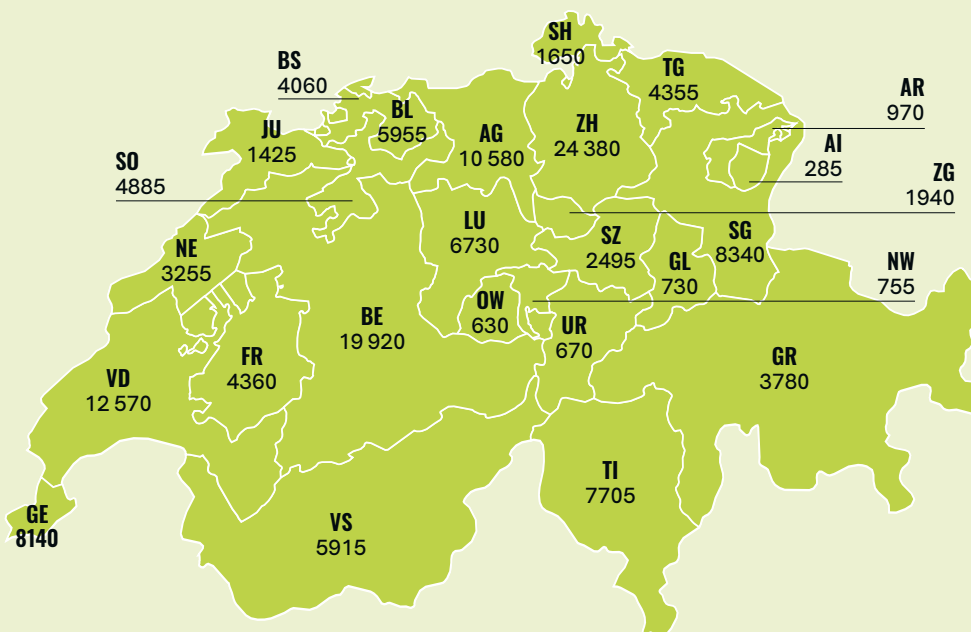 SH
1650
BS
4060
TG
4355
AR
970
BL
5955
JU
1425
AG
10 580
ZH
24 380
AI
285
SO
4885
ZG
1940
LU
6730
SZ
2495
SG
8340
NE
3255
GL
730
NW
755
OW
630
BE
19 920
UR
670
FR
4360
GR
3780
VD
12 570
TI
7705
GE
8140
VS
5915